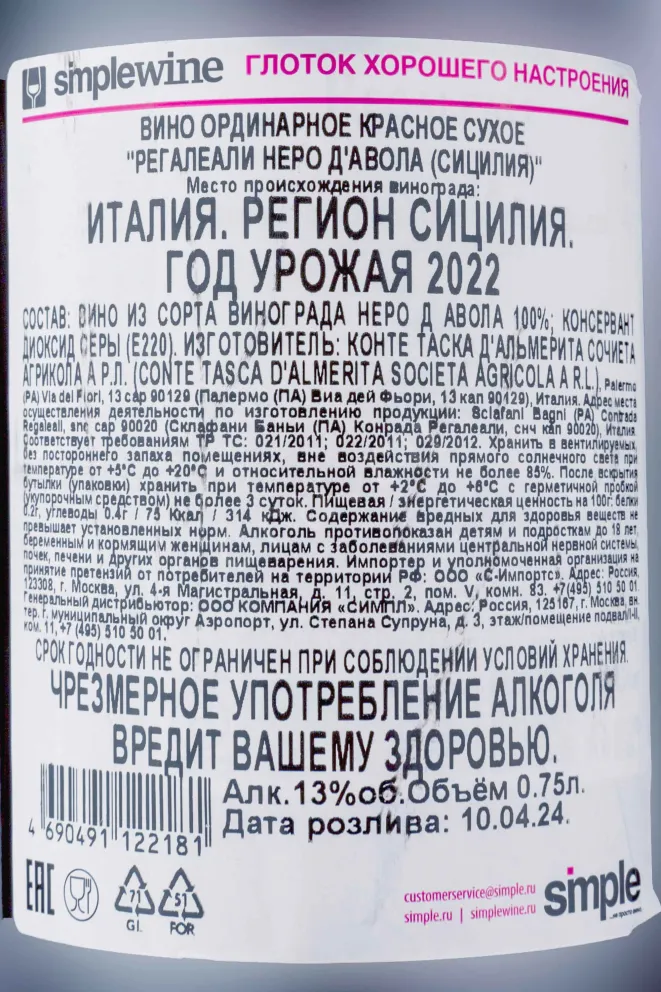 simplewine ГЛОТОК ХОРОШЕГО НАСТРОЕНИЯ
ВИНО ОРДИНАРНОЕ КРАСНОЕ СУХОЕ
"РЕГАЛЕАЛИ НЕРО Д'АВОЛА (СИЦИЛИЯ)"
Место происхождения винограда:
ИТАЛИЯ. РЕГИОН СИЦИЛИЯ.
ГОД УРОЖАЯ 2022
СОСТАВ: ВИНО ИЗ СОРТА ВИНОГРАДА НЕРО Д АВОЛА 100%; КОНСЕРВАНТ
ДИОКСИД СЕРЫ (Е220). ИЗГОТОВИТЕЛЬ: КОНТЕ ТАСКА Д'АЛЬМЕРИТА СОЧИЕТА
АГРИКОЛА А Р.Л. (CONTE TASCA D'ALMERITA SOCIETA AGRICOLA A R.L.), Palermo
(PA) Via dei Fiori, 13 cap 90129 (Палермо (ПА) Виа дей Фьори, 13 кап 90129), Италия. Адрес места
осуществления деятельности по изготовлению продукции: Sclafani Bagni (PA) Contrada
Regaleali, snc cap 90020 (Склафани Баньи (ПА) Конрада Регалеали, снч кап 90020), Италия.
Соответствует требованиям ТР ТС: 021/2011; 022/2011; 029/2012. Хранить в вентилируемых,
без постороннего запаха помещениях, вне воздействия прямого солнечного света при
температуре от +5°С до +20°С и относительной влажности не более 85%. После вскрытия
бутылки (упаковки) хранить при температуре от +2°С до +6°С с герметичной пробкой
(укупорочным средством) не более 3 суток. Пищевая / энергетическая ценность на 100г: белки
0.2г, углеводы 0.4г / 75 Ккал / 314 кДж. Содержание вредных для здоровья веществ не
превышает установленных норм. Алкоголь противопоказан детям и подросткам до 18 лет,
беременным и кормящим женщинам, лицам с заболеваниями центральной нервной системы,
почек, печени и других органов пищеварения. Импортер и уполномоченная организация на
принятие претензий от потребителей на территории РФ: ООО «С-Импортс». Адрес: Россия,
123308, г. Москва, ул. 4-я Магистральная, д. 11, стр. 2, пом. V, комн. 83. +7(495) 510 50 01.
Генеральный дистрибьютор: ООО КОМПАНИЯ «СИМПЛ». Адрес: Россия, 125167, г. Москва, вн.
тер. г. муниципальный округ Аэропорт, ул. Степана Супруна, д. 3, этаж/помещение подвал/I-II,
ком. 11, +7 (495) 510 50 01.
СРОК ГОДНОСТИ НЕ ОГРАНИЧЕН ПРИ СОБЛЮДЕНИИ УСЛОВИЙ ХРАНЕНИЯ.
ЧРЕЗМЕРНОЕ УПОТРЕБЛЕНИЕ АЛКОГОЛЯ
ВРЕДИТ ВАШЕМУ ЗДОРОВЬЮ.
Алк.13%об.Объём 0.75л.
Дата розлива: 10.04.24.
4 690491 122181
EAC
71 GL
51 FOR
customerservice@simple.ru
simple.ru | simplewine.ru
simple
...не просто вино